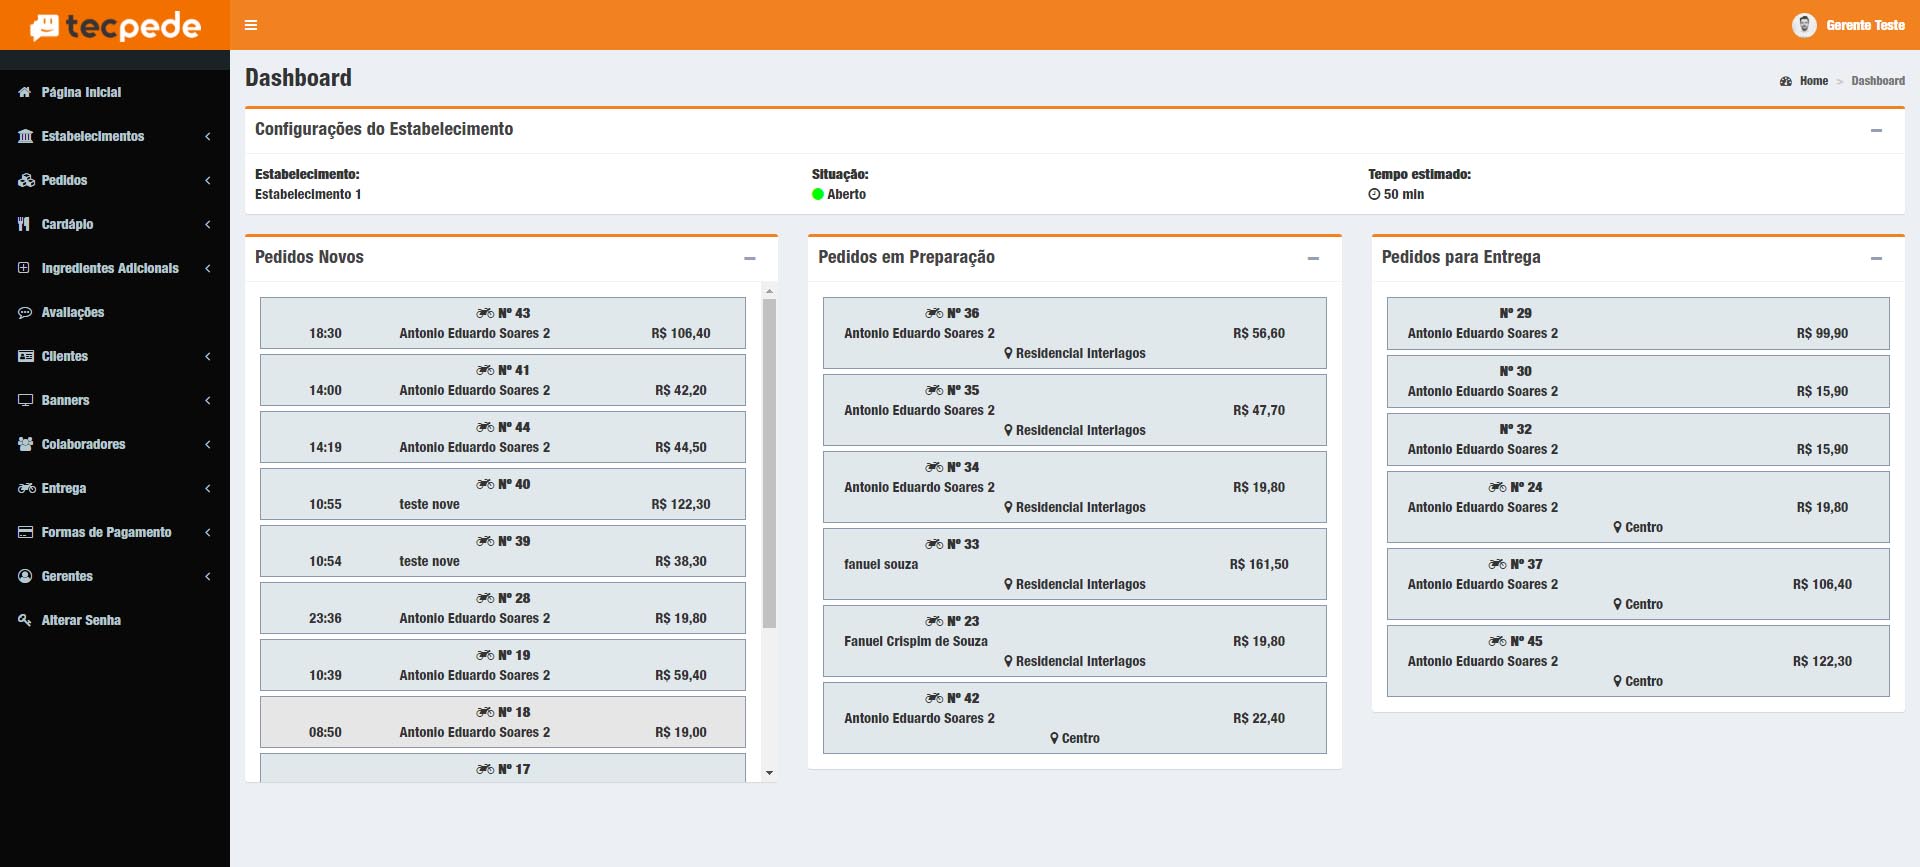 tecpede
Gerente Teste
Página Inicial
Estabelecimentos
Pedidos
Cardápio
Ingredientes Adicionais
Avaliações
Clientes
Banners
Colaboradores
Entrega
Formas de Pagamento
Gerentes
Alterar Senha
Dashboard
Home > Dashboard
Configurações do Estabelecimento
Estabelecimento:
Estabelecimento 1
Situação:
Aberto
Tempo estimado:
50 min
Pedidos Novos
Nº 43
18:30 Antonio Eduardo Soares 2 R$ 106,40
Nº 41
14:00 Antonio Eduardo Soares 2 R$ 42,20
Nº 44
14:19 Antonio Eduardo Soares 2 R$ 44,50
Nº 40
10:55 teste nove R$ 122,30
Nº 39
10:54 teste nove R$ 38,30
Nº 28
23:36 Antonio Eduardo Soares 2 R$ 19,80
Nº 19
10:39 Antonio Eduardo Soares 2 R$ 59,40
Nº 18
08:50 Antonio Eduardo Soares 2 R$ 19,00
Nº 17
Pedidos em Preparação
Nº 36
Antonio Eduardo Soares 2 R$ 56,60
Residencial Interlagos
Nº 35
Antonio Eduardo Soares 2 R$ 47,70
Residencial Interlagos
Nº 34
Antonio Eduardo Soares 2 R$ 19,80
Residencial Interlagos
Nº 33
fanuel souza R$ 161,50
Residencial Interlagos
Nº 23
Fanuel Crispim de Souza R$ 19,80
Residencial Interlagos
Nº 42
Antonio Eduardo Soares 2 R$ 22,40
Centro
Pedidos para Entrega
Nº 29
Antonio Eduardo Soares 2 R$ 99,90
Nº 30
Antonio Eduardo Soares 2 R$ 15,90
Nº 32
Antonio Eduardo Soares 2 R$ 15,90
Nº 24
Antonio Eduardo Soares 2 R$ 19,80
Centro
Nº 37
Antonio Eduardo Soares 2 R$ 106,40
Centro
Nº 45
Antonio Eduardo Soares 2 R$ 122,30
Centro